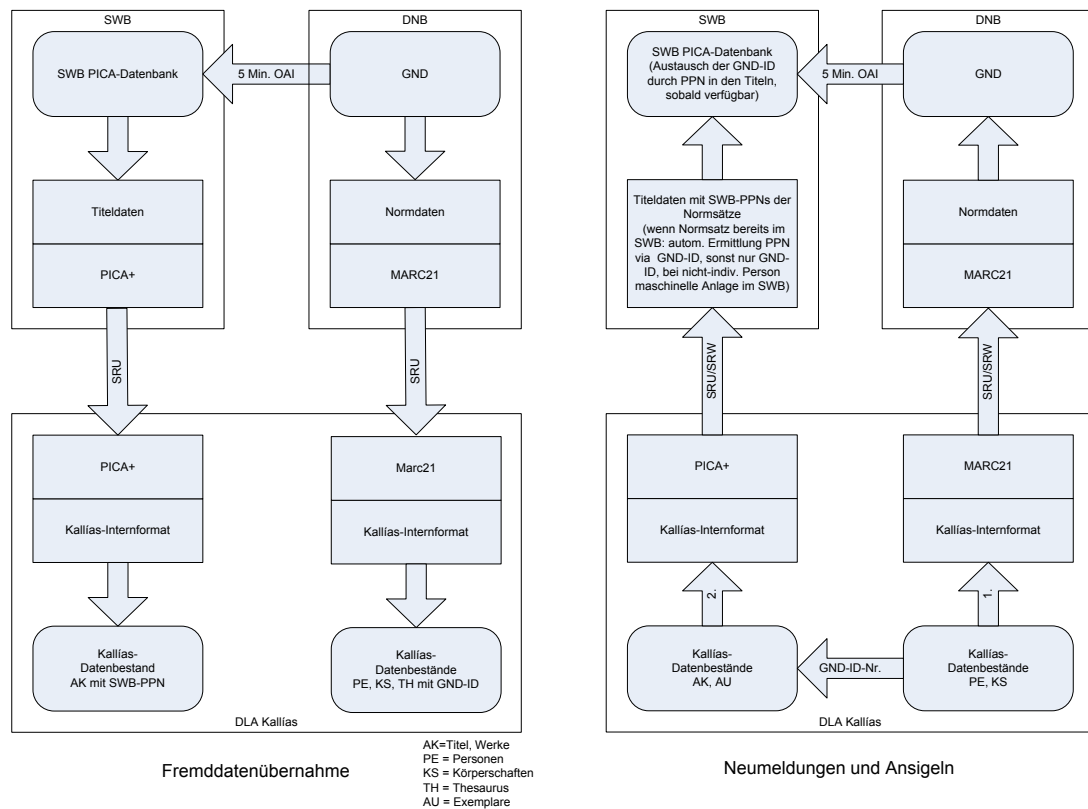 SWB
DNB
SWB PICA-Datenbank
5 Min. OAI
GND
Titeldaten
PICA+
Normdaten
MARC21
SRU
SRU
PICA+
Kallías-Internformat
Marc21
Kallías-Internformat
Kallías-
Datenbestand
AK mit SWB-PPN
Kallías-
Datenbestände
PE, KS, TH mit GND-ID
DLA Kallías
Fremddatenübernahme
AK=Titel, Werke
PE = Personen
KS = Körperschaften
TH = Thesaurus
AU = Exemplare
SWB
DNB
SWB PICA-Datenbank
(Austausch der GND-ID
durch PPN in den Titeln,
sobald verfügbar)
5 Min. OAI
GND
Titeldaten mit SWB-PPNs der
Normsätze
(wenn Normsatz bereits im
SWB: autom. Ermittlung PPN
via GND-ID, sonst nur GND-
ID, bei nicht-indiv. Person
maschinelle Anlage im SWB)
Normdaten
MARC21
SRU/SRW
SRU/SRW
PICA+
Kallías-Internformat
MARC21
Kallías-Internformat
2.
1.
Kallías-
Datenbestände
AK, AU
GND-ID-Nr.
Kallías-
Datenbestände
PE, KS
DLA Kallías
Neumeldungen und Ansigeln